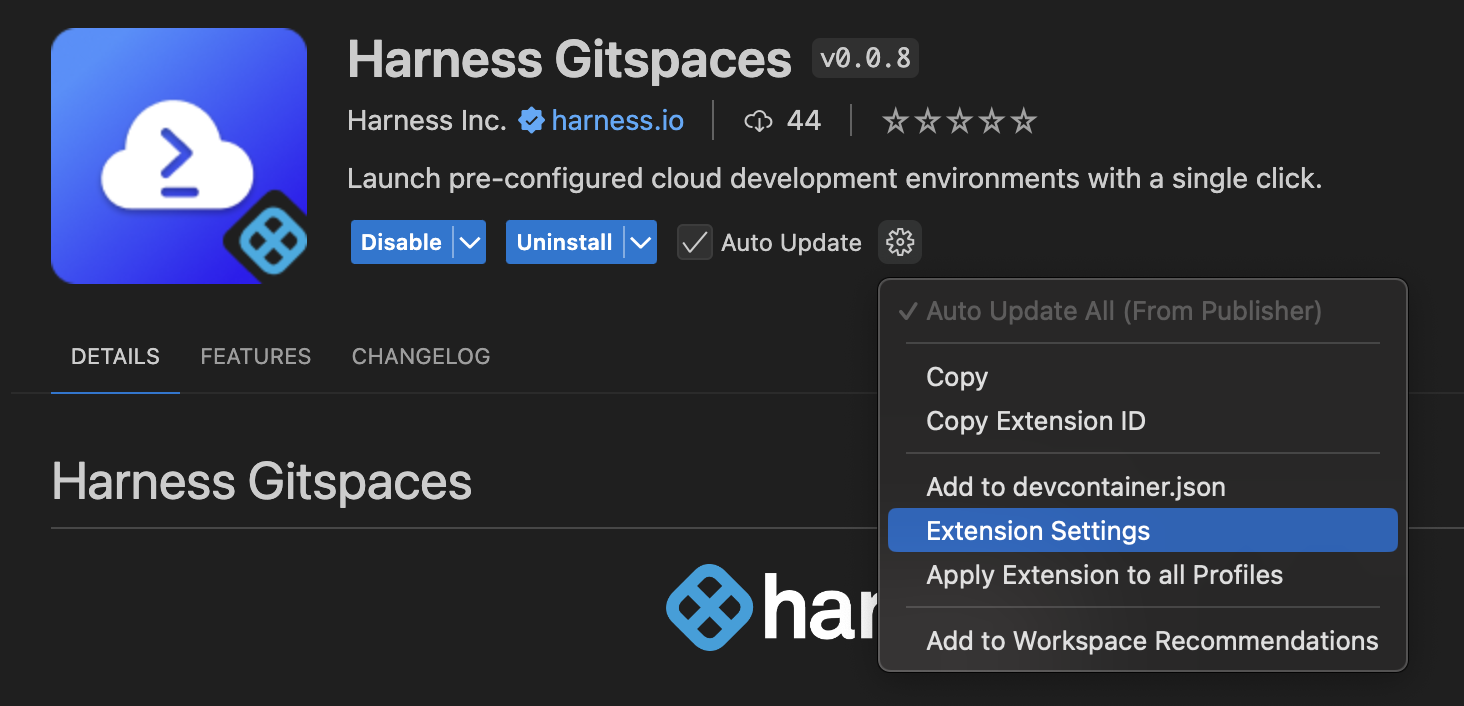 Harness Gitspaces v0.0.8
Harness Inc. harness.io 44
Launch pre-configured cloud development environments with a single click.
Disable Uninstall Auto Update
Auto Update All (From Publisher)
Copy
Copy Extension ID
Add to devcontainer.json
Extension Settings
Apply Extension to all Profiles
Add to Workspace Recommendations
DETAILS FEATURES CHANGELOG
Harness Gitspaces
har